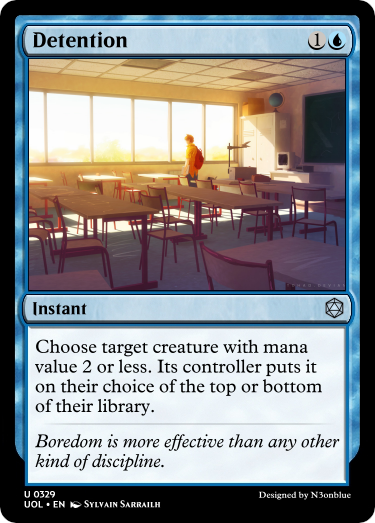 Detention
1
Instant
Choose target creature with mana
value 2 or less. Its controller puts it
on their choice of the top or bottom
of their library.
Boredom is more effective than any other
kind of discipline.
U 0329
UOL • EN SYLVAIN SARRAILH
Designed by N3onblue